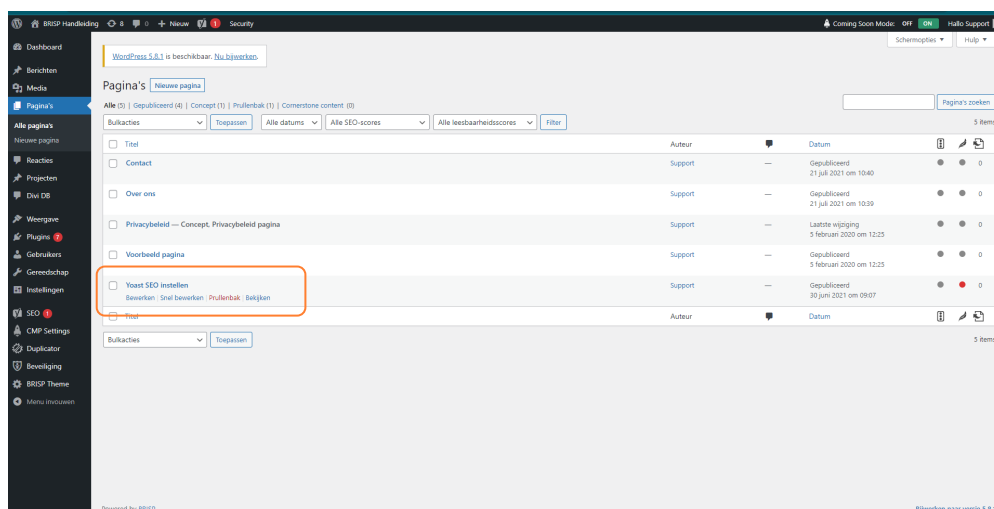 BRISP Handleiding 8 0 + Nieuw 1 Security Coming Soon Mode: OFF ON Hallo Support
Dashboard
Schermopties ▼ Hulp ▼
WordPress 5.8.1 is beschikbaar. Nu bijwerken.
Berichten
Media
Pagina's Nieuwe pagina
Pagina's
Alle (5) | Gepubliceerd (4) | Concept (1) | Prullenbak (1) | Cornerstone content (0)
Pagina's zoeken
Alle pagina's
Nieuwe pagina
Bulkacties Toepassen Alle datums Alle SEO-scores Alle leesbaarheidsscores Filter 5 items
Titel Auteur Datum
Reacties
Projecten
Divi DB
Contact Support — Gepubliceerd 0
21 juli 2021 om 10:40
Over ons Support — Gepubliceerd 0
21 juli 2021 om 10:39
Weergave
Plugins 7
Gebruikers
Gereedschap
Instellingen
Privacybeleid — Concept, Privacybeleid pagina Support — Laatste wijziging 0
5 februari 2020 om 12:25
Voorbeeld pagina Support — Gepubliceerd 0
5 februari 2020 om 12:25
Yoast SEO instellen Support — Gepubliceerd 0
Bewerken | Snel bewerken | Prullenbak | Bekijken 30 juni 2021 om 09:07
SEO 1
CMP Settings
Duplicator
Beveiliging
BRISP Theme
Menu invouwen
Titel Auteur Datum
Bulkacties Toepassen 5 items
Powered by BRISP